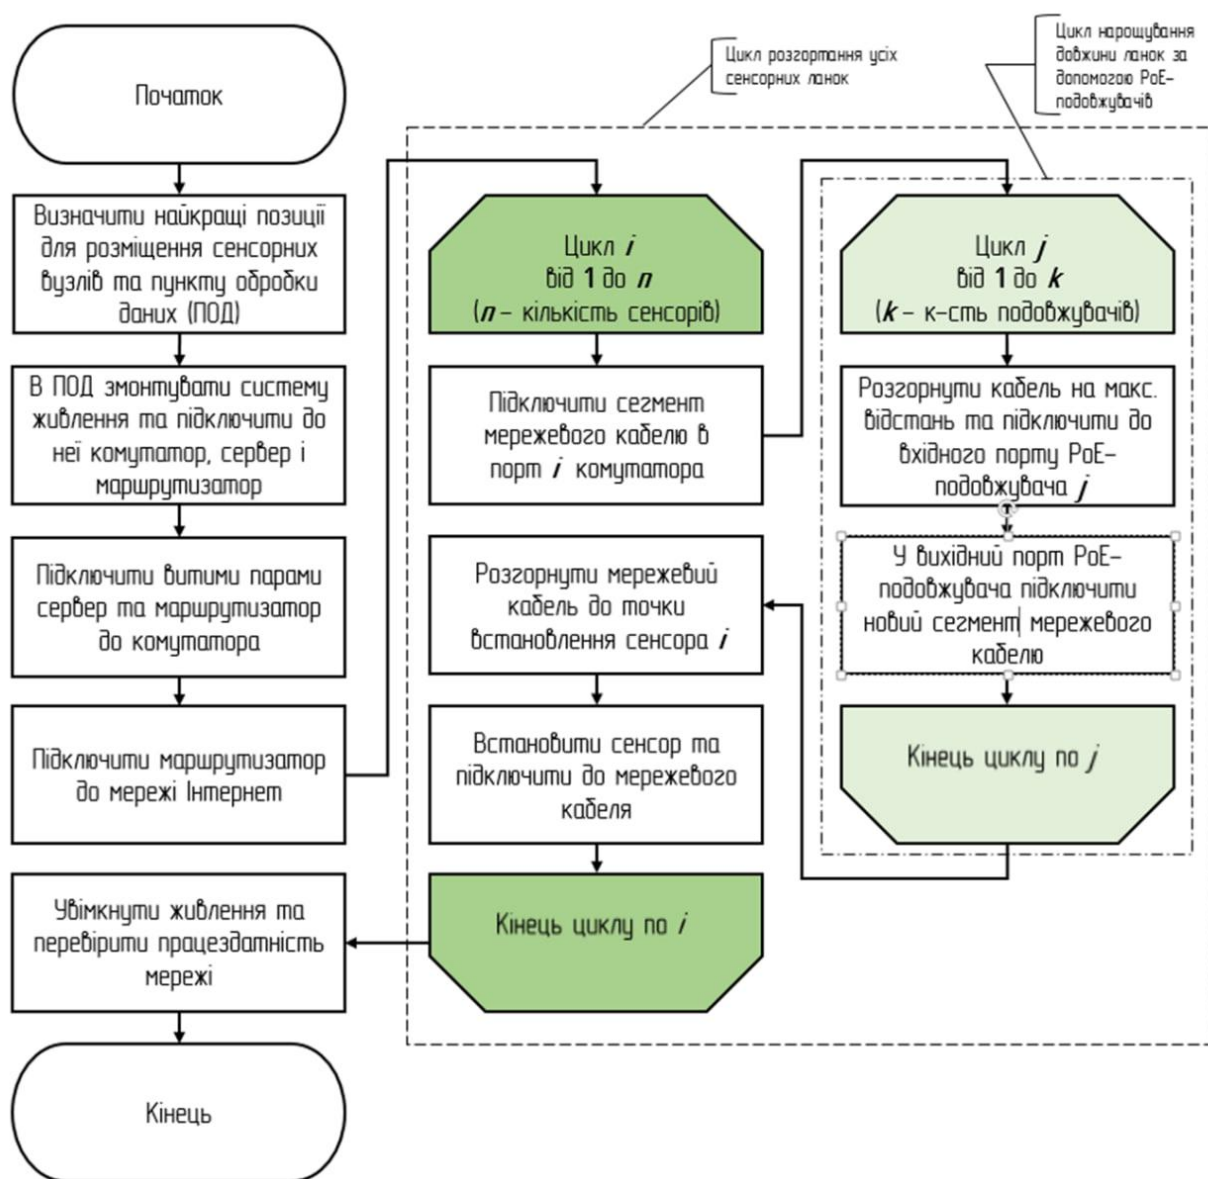 Початок
Визначити найкращі позиції
для розміщення сенсорних
вузлів та пункту обробки
даних (ПОД)
В ПОД змонтувати систему
живлення та підключити до
неї комутатор, сервер і
маршрутизатор
Підключити витими парами
сервер та маршрутизатор
до комутатора
Підключити маршрутизатор
до мережі Інтернет
Цикл розгортання усіх
сенсорних ланок
Цикл i
від 1 до n
(n – кількість сенсорів)
Підключити сегмент
мережевого кабелю в
порт i комутатора
Цикл нарощування
довжини ланок за
допомогою PoE-
подовжувачів
Цикл j
від 1 до k
(k – к-сть подовжувачів)
Розгорнути кабель на макс.
відстань та підключити до
вхідного порту PoE-
подовжувача j
У вихідний порт PoE-
подовжувача підключити
новий сегмент мережевого
кабелю
Кінець циклу по j
Розгорнути мережевий
кабель до точки
встановлення сенсора i
Встановити сенсор та
підключити до мережевого
кабеля
Кінець циклу по i
Увімкнути живлення та
перевірити працездатність
мережі
Кінець